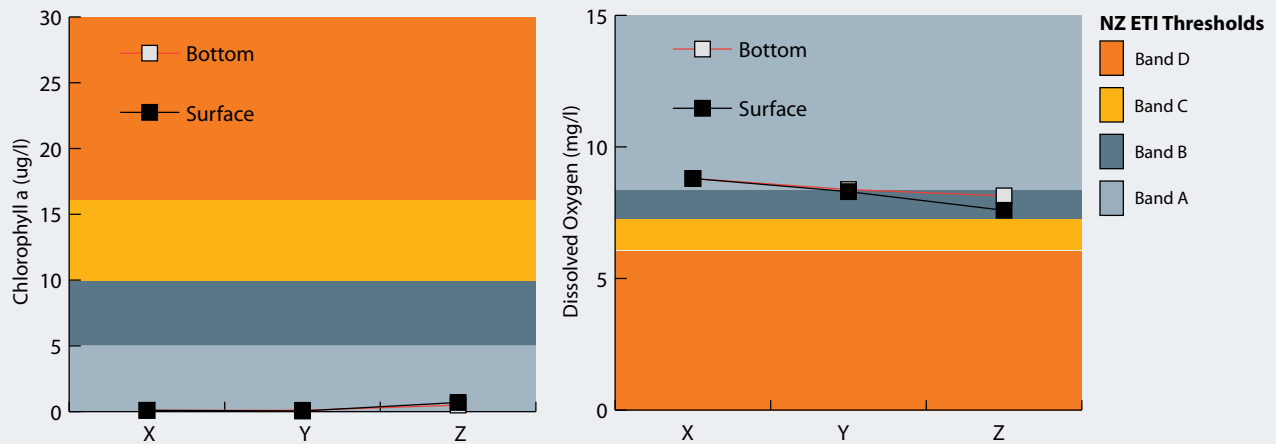 30
25
20
15
10
5
0
Chlorophyll a (ug/l)
Bottom
Surface
X Y Z
15
10
5
0
Dissolved Oxygen (mg/l)
Bottom
Surface
X Y Z
NZ ETI Thresholds
Band D
Band C
Band B
Band A